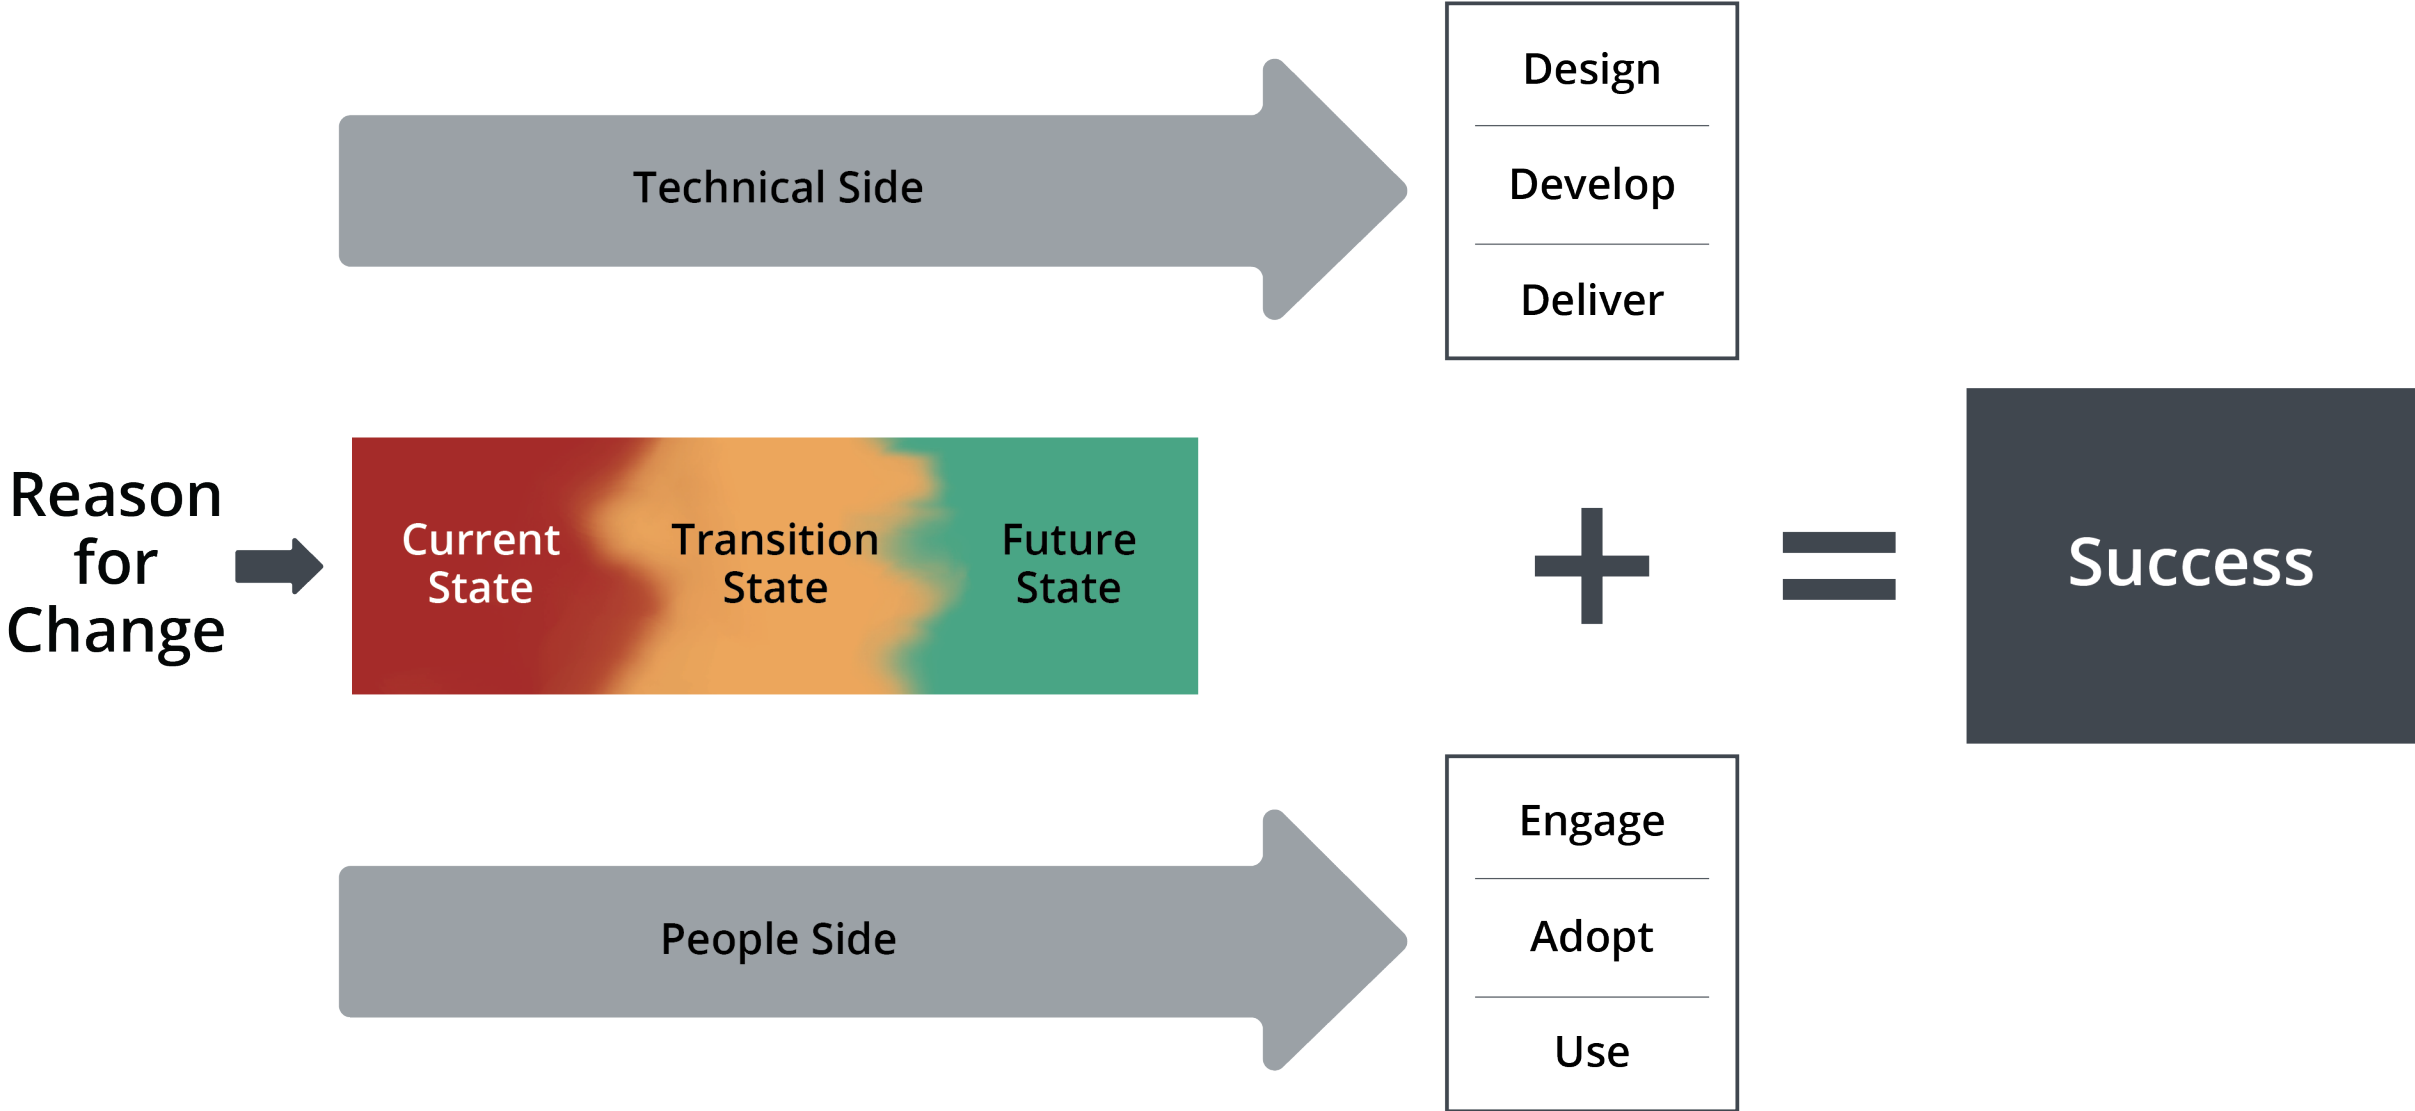 Technical Side
Design
Develop
Deliver
Reason
for
Change
Current
State
Transition
State
Future
State
+
=
Success
People Side
Engage
Adopt
Use